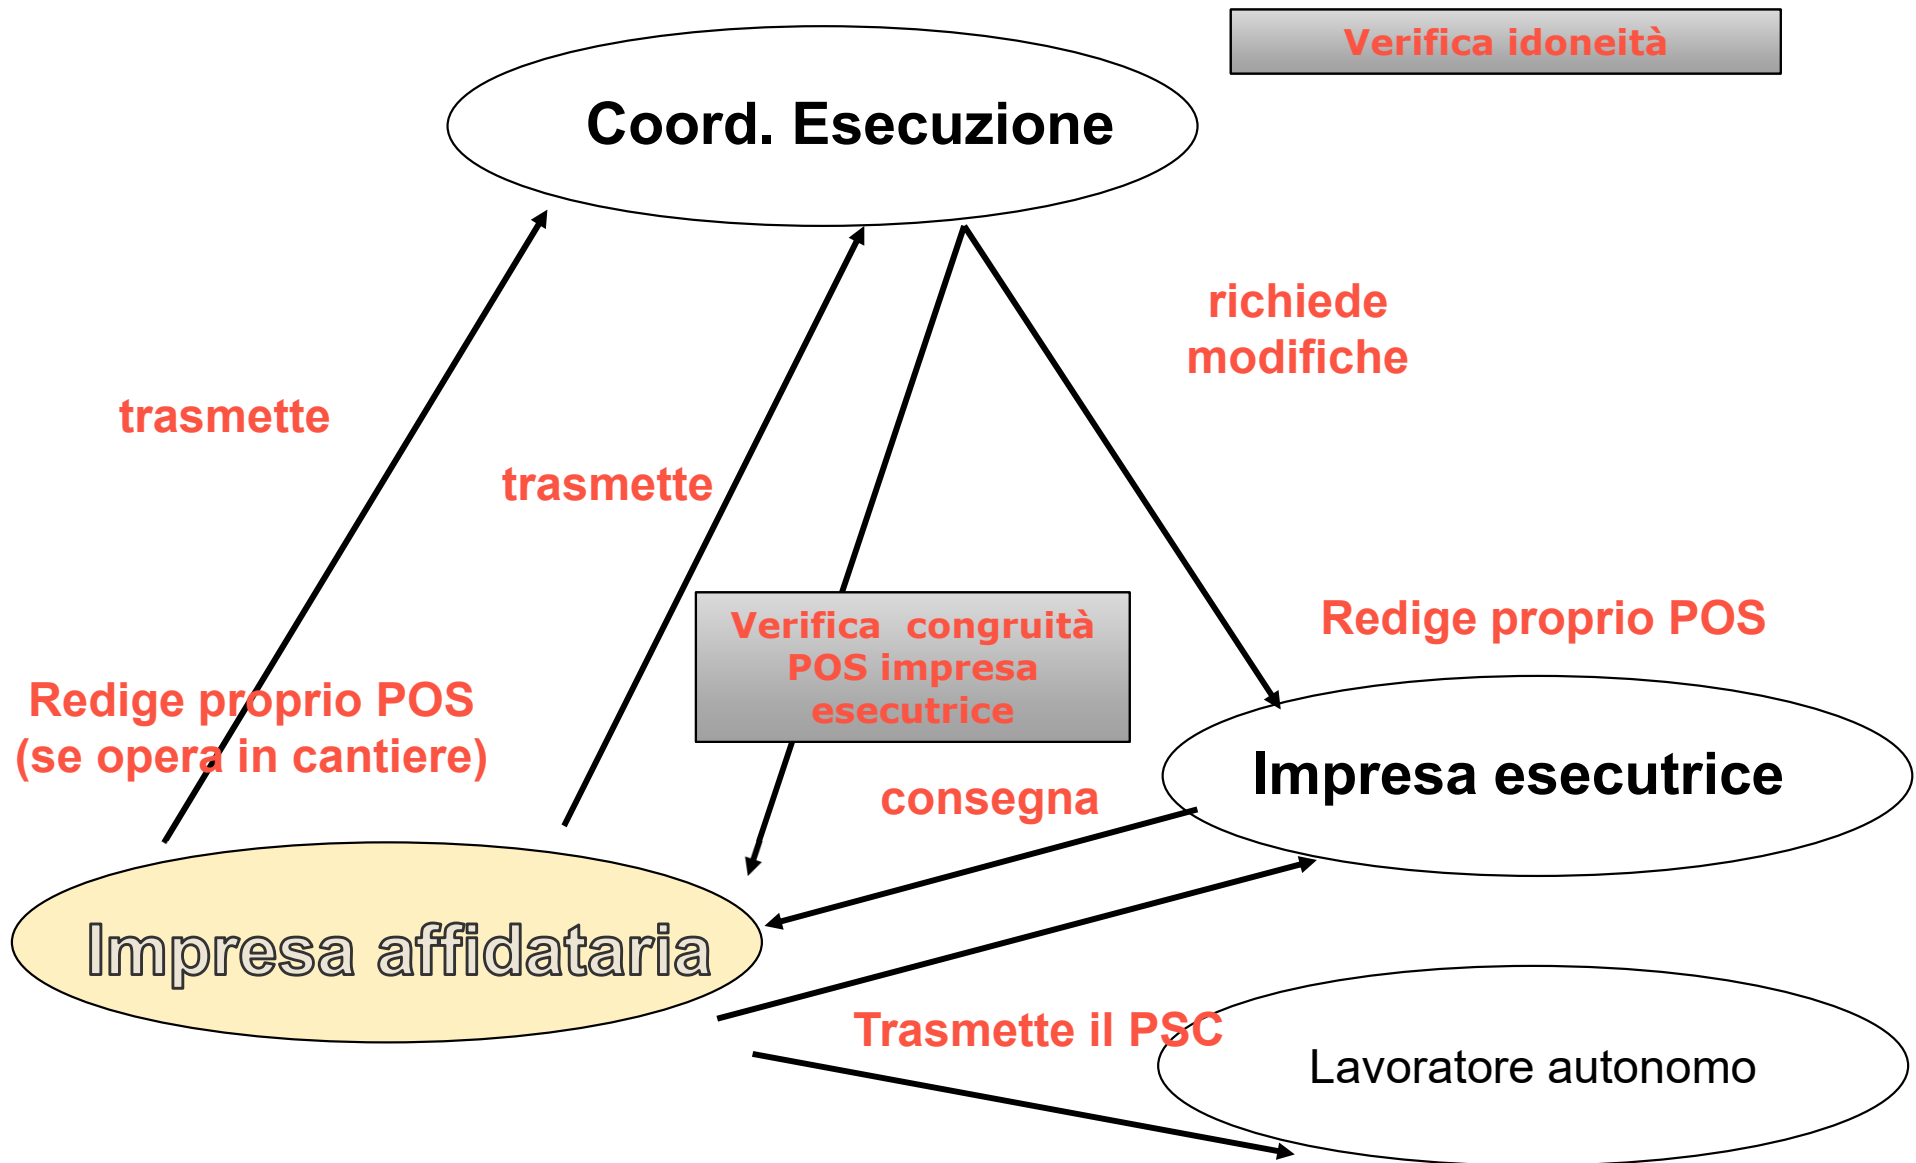 Verifica idoneità
Coord. Esecuzione
richiede
modifiche
trasmette
trasmette
Verifica  congruità
POS impresa
esecutrice
Redige proprio POS
Redige proprio POS
(se opera in cantiere)
Impresa esecutrice
consegna
Impresa affidataria
Trasmette il PSC
Lavoratore autonomo